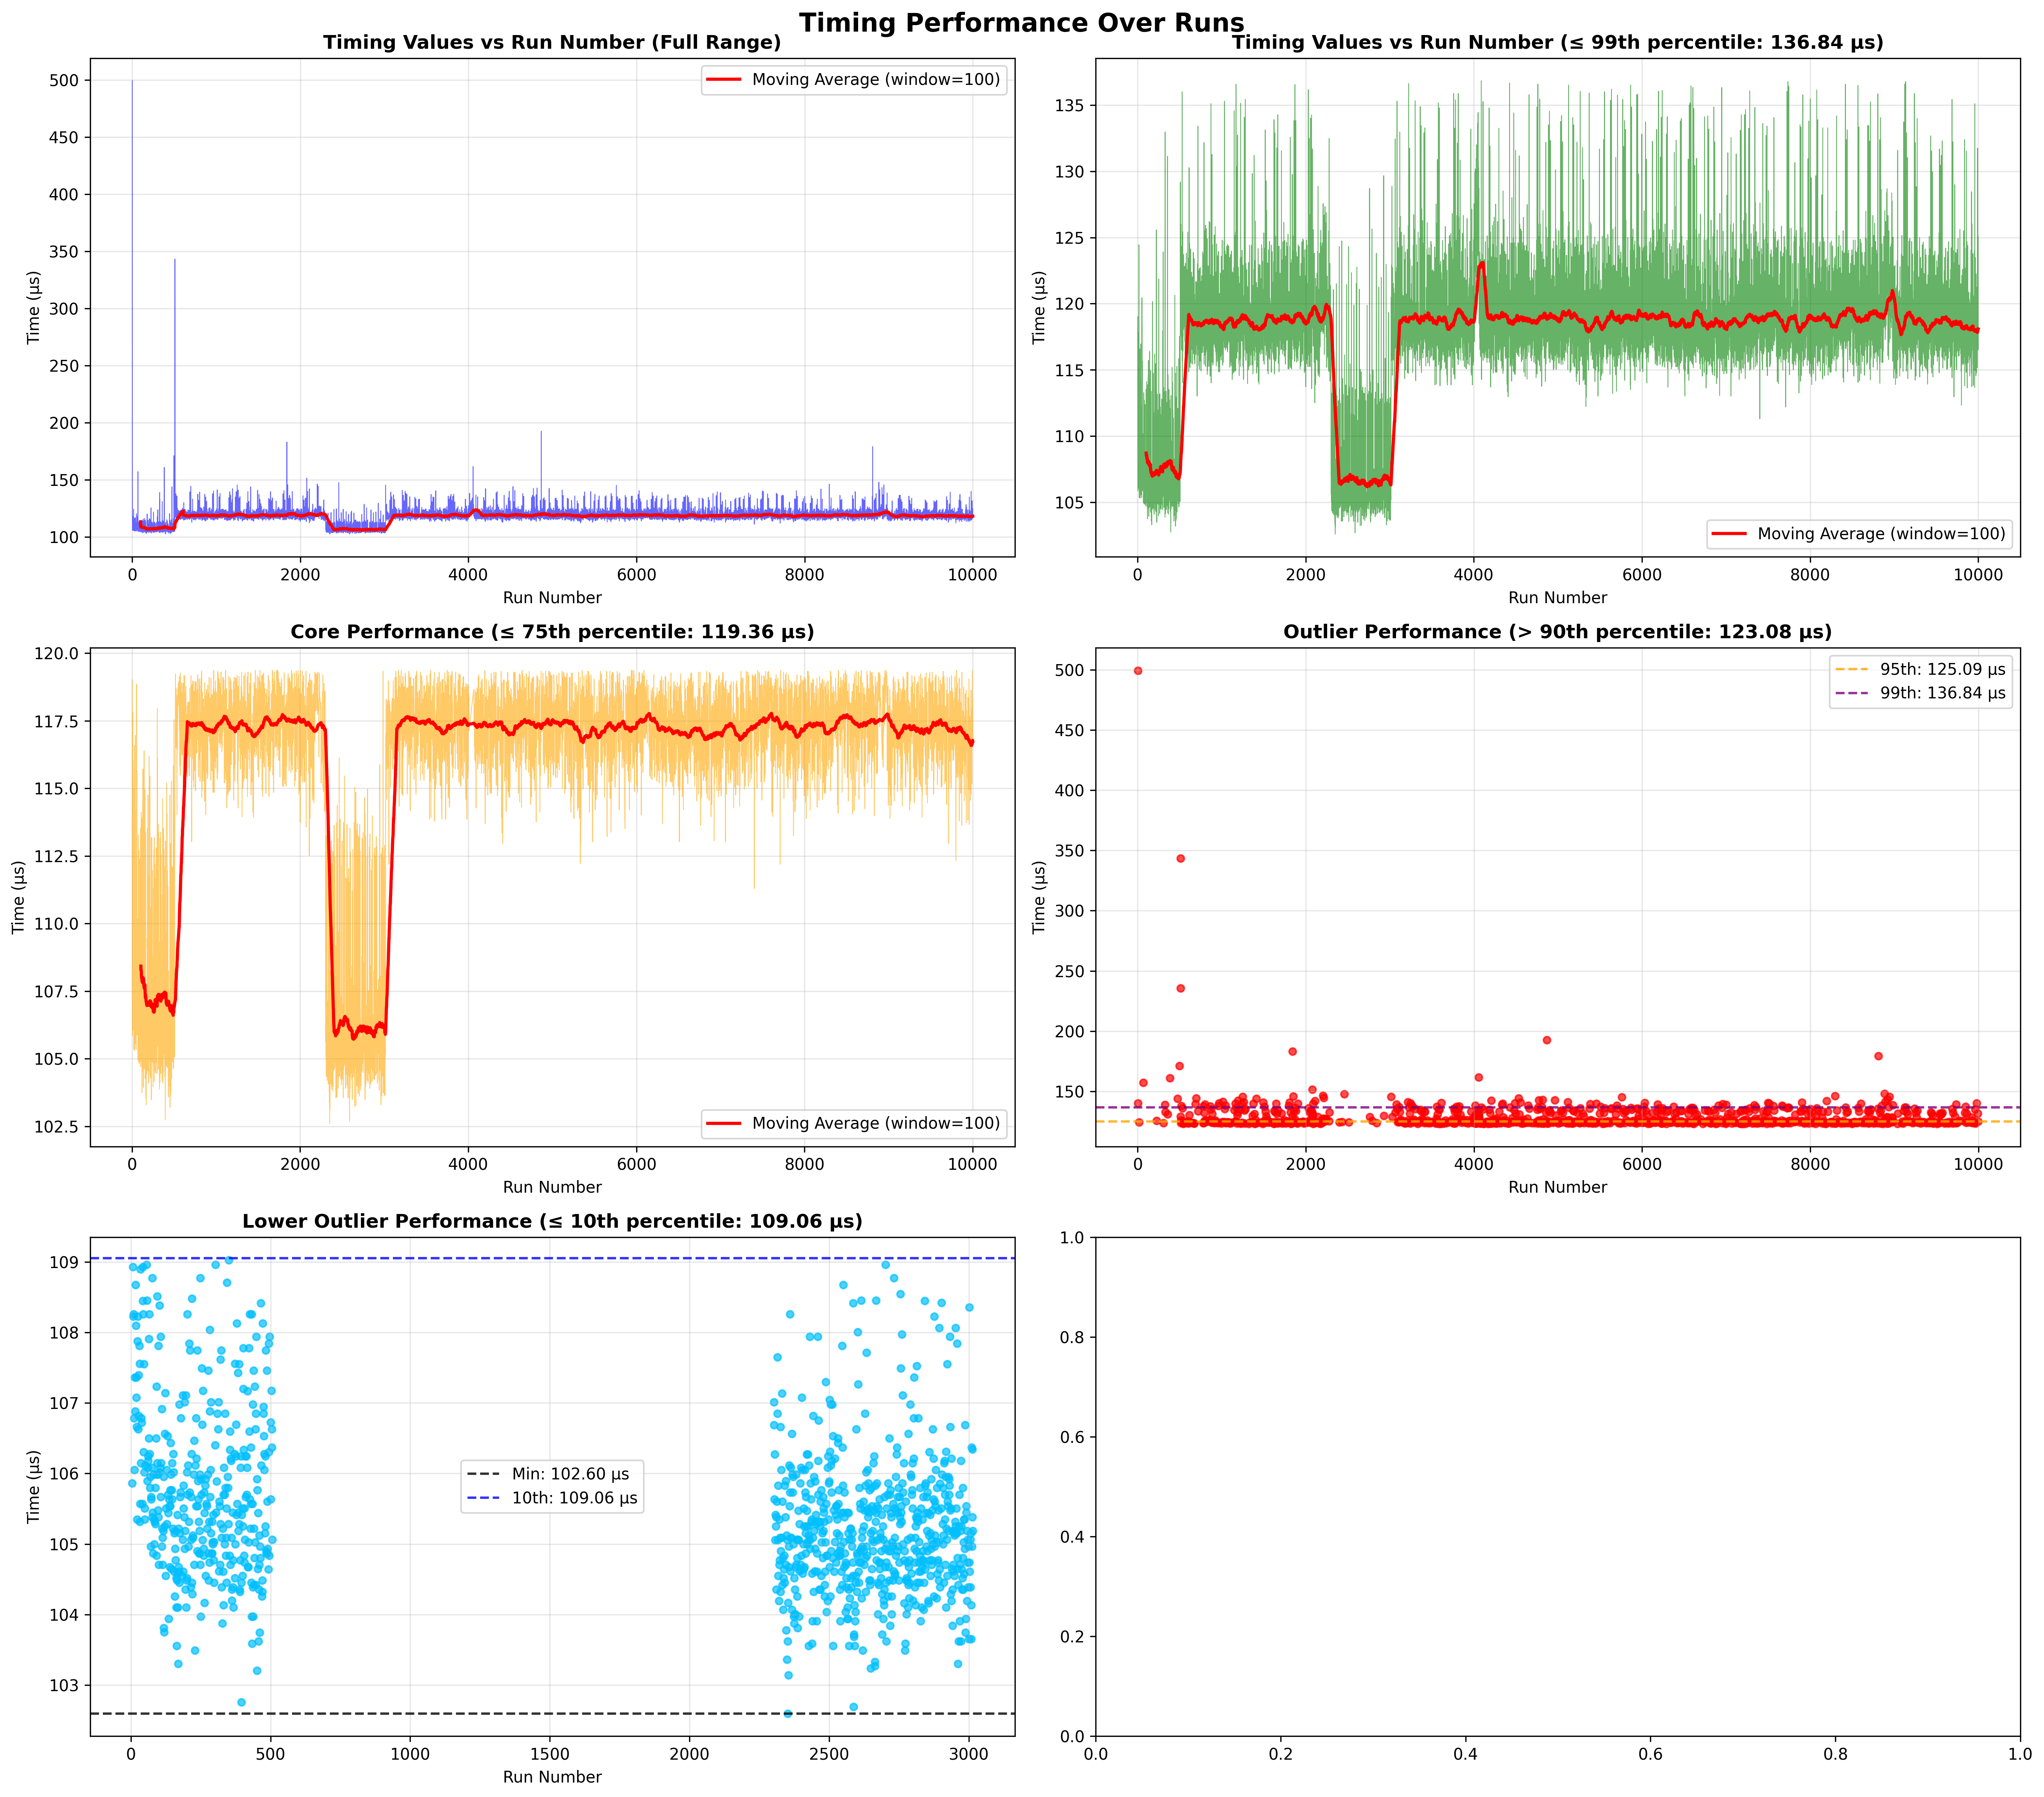 Timing Performance Over Runs
Timing Values vs Run Number (Full Range)
Time (µs)
500
450
400
350
300
250
200
150
100
Moving Average (window=100)
0 2000 4000 6000 8000 10000
Run Number
Timing Values vs Run Number (≤ 99th percentile: 136.84 µs)
Time (µs)
135
130
125
120
115
110
105
Moving Average (window=100)
0 2000 4000 6000 8000 10000
Run Number
Core Performance (≤ 75th percentile: 119.36 µs)
Time (µs)
120.0
117.5
115.0
112.5
110.0
107.5
105.0
102.5
Moving Average (window=100)
0 2000 4000 6000 8000 10000
Run Number
Outlier Performance (> 90th percentile: 123.08 µs)
Time (µs)
500
450
400
350
300
250
200
150
95th: 125.09 µs
99th: 136.84 µs
0 2000 4000 6000 8000 10000
Run Number
Lower Outlier Performance (≤ 10th percentile: 109.06 µs)
Time (µs)
109
108
107
106
105
104
103
Min: 102.60 µs
10th: 109.06 µs
0 500 1000 1500 2000 2500 3000
Run Number
1.0
0.8
0.6
0.4
0.2
0.0
0.0 0.2 0.4 0.6 0.8 1.0